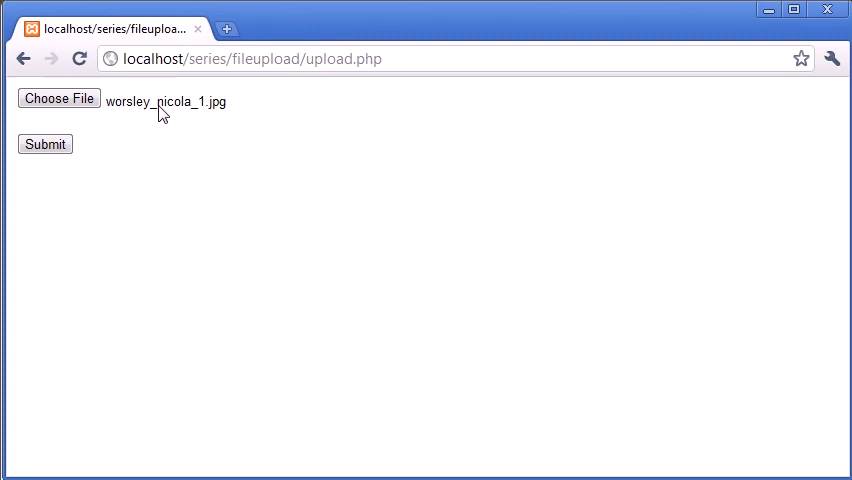 localhost/series/fileuploa...
localhost/series/fileupload/upload.php
Choose File worsley_nicola_1.jpg
Submit